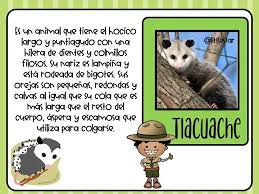 Es un animal que tiene el hocico
largo y puntiagudo con una
hilera de dientes y colmillos
filosos. Su nariz es lampiña y
está rodeada de bigotes. Sus
orejas son pequeñas, redondas y
calvas al igual que su cola que es
más larga que el resto del
cuerpo, áspera y escamosa que
utiliza para colgarse.
Tlacuache